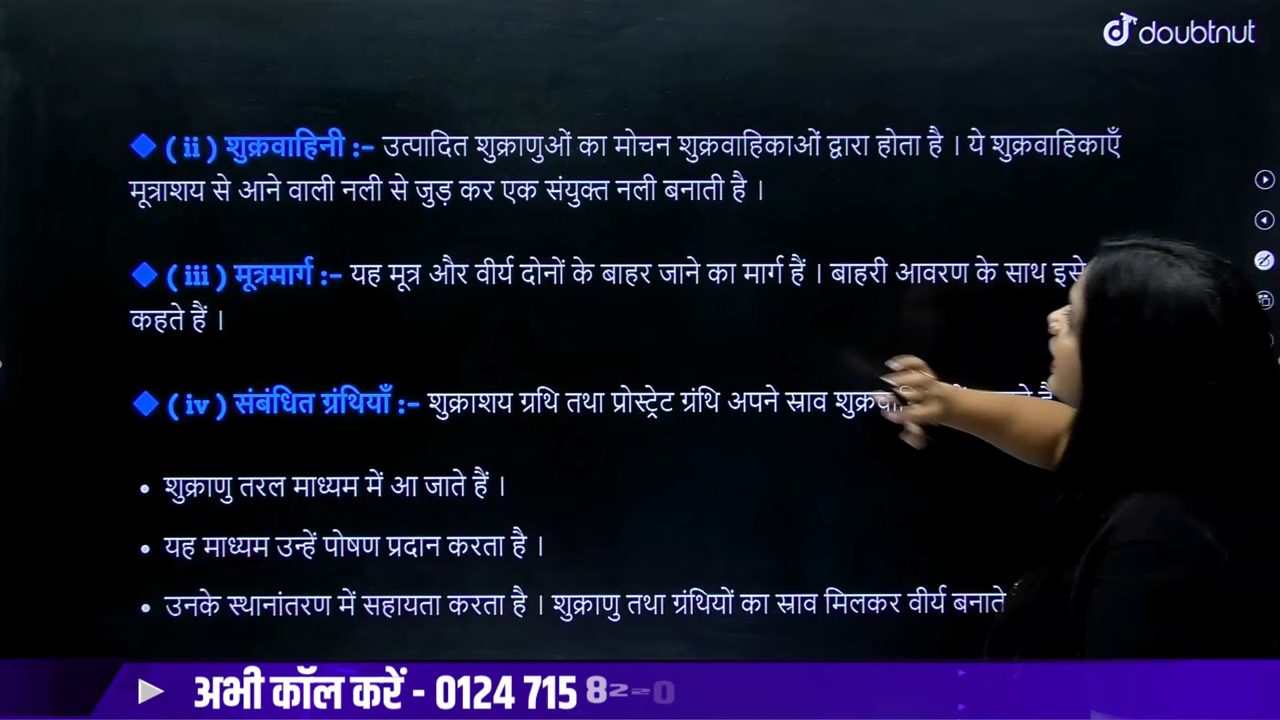 doubtnut
( ii ) शुक्रवाहिनी :– उत्पादित शुक्राणुओं का मोचन शुक्रवाहिकाओं द्वारा होता है । ये शुक्रवाहिकाएँ
मूत्राशय से आने वाली नली से जुड़ कर एक संयुक्त नली बनाती है ।
( iii ) मूत्रमार्ग :– यह मूत्र और वीर्य दोनों के बाहर जाने का मार्ग हैं । बाहरी आवरण के साथ इसे
कहते हैं ।
( iv ) संबंधित ग्रंथियाँ :– शुक्राशय ग्रथि तथा प्रोस्ट्रेट ग्रंथि अपने स्राव
• शुक्राणु तरल माध्यम में आ जाते हैं ।
• यह माध्यम उन्हें पोषण प्रदान करता है ।
• उनके स्थानांतरण में सहायता करता है । शुक्राणु तथा ग्रंथियों का स्राव मिलकर वीर्य बनाते
अभी कॉल करें - 0124 715